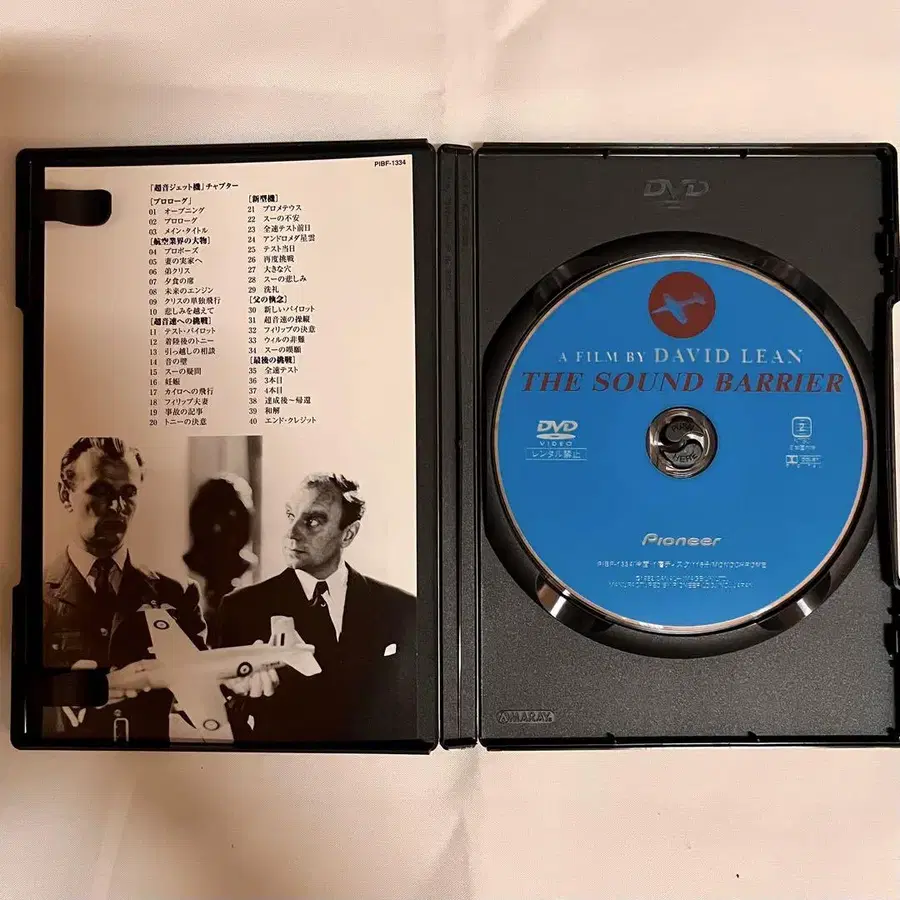 PIBF-1334
「超音ジェット機」チャプター
[プロローグ]
01 オープニング
02 プロローグ
03 メイン・タイトル
[航空業界の大物]
04 プロポーズ
05 妻の実家へ
06 弟クリス
07 夕食の席
08 未来のエンジン
09 クリスの単独飛行
10 悲しみを越えて
[超音速への挑戦]
11 テスト・パイロット
12 着陸後のトニー
13 引っ越しの相談
14 音の壁
15 スーの疑問
16 妊娠
17 カイロへの飛行
18 フィリップ夫妻
19 事故の記事
20 トニーの決意
[新型機]
21 プロメテウス
22 スーの不安
23 全速テスト前日
24 アンドロメダ星雲
25 テスト当日
26 再度挑戦
27 大きな穴
28 スーの悲しみ
29 洗礼
[父の執念]
30 新しいパイロット
31 超音速の操縦
32 フィリップの決意
33 ウィルの非難
34 スーの嘆願
[最後の挑戦]
35 全速テスト
36 3本目
37 4本目
38 達成後〜帰還
39 和解
40 エンド・クレジット
DVD
A FILM BY DAVID LEAN
THE SOUND BARRIER
DVD
VIDEO
レンタル禁止
2
HERE
Pioneer
AMARAY